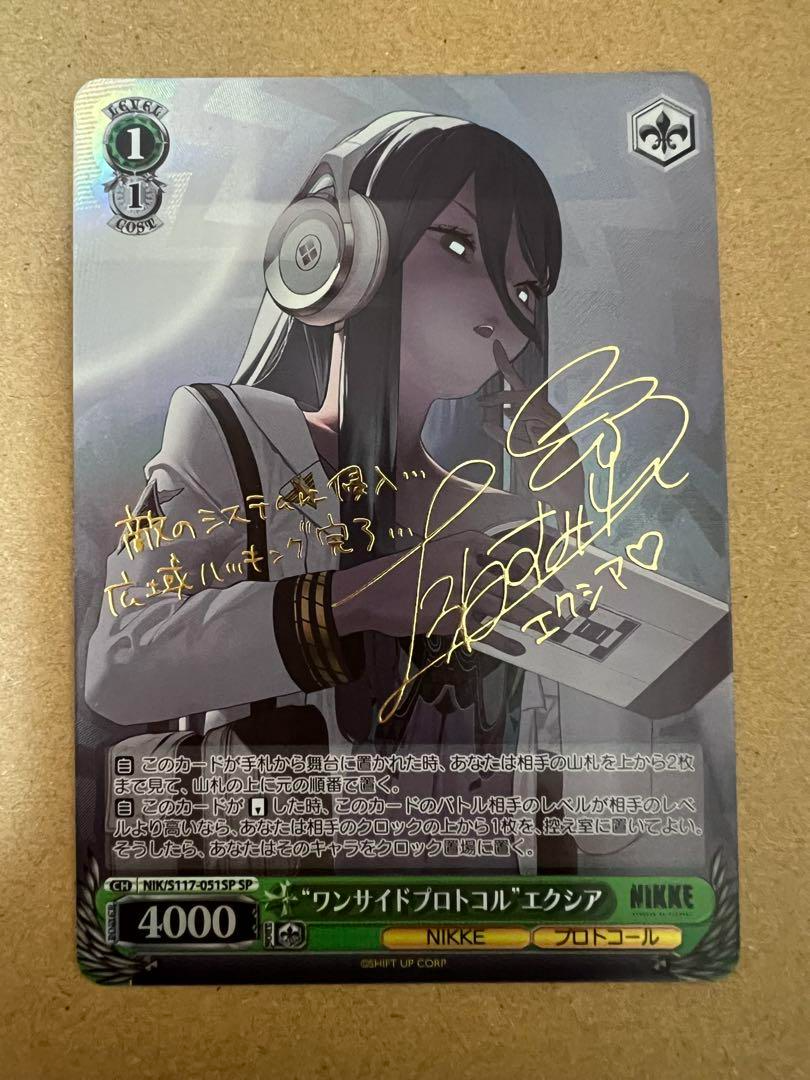 LEVEL
1
1
COST
敵のシステムに侵入…
広域ハッキング完了…
エクシア♡
自 このカードが手札から舞台に置かれた時、あなたは相手の山札を上から2枚
まで見て、山札の上に元の順番で置く。
自 このカードが した時、このカードのバトル相手のレベルが相手のレベ
ルより高いなら、あなたは相手のクロックの上から1枚を、控え室に置いてよい。
そうしたら、あなたはそのキャラをクロック置場に置く。
CH NIK/S117-051SP SP
“ワンサイドプロトコル”エクシア
NIKKE
POWER
4000
NIKKE
プロトコール
©SHIFT UP CORP.